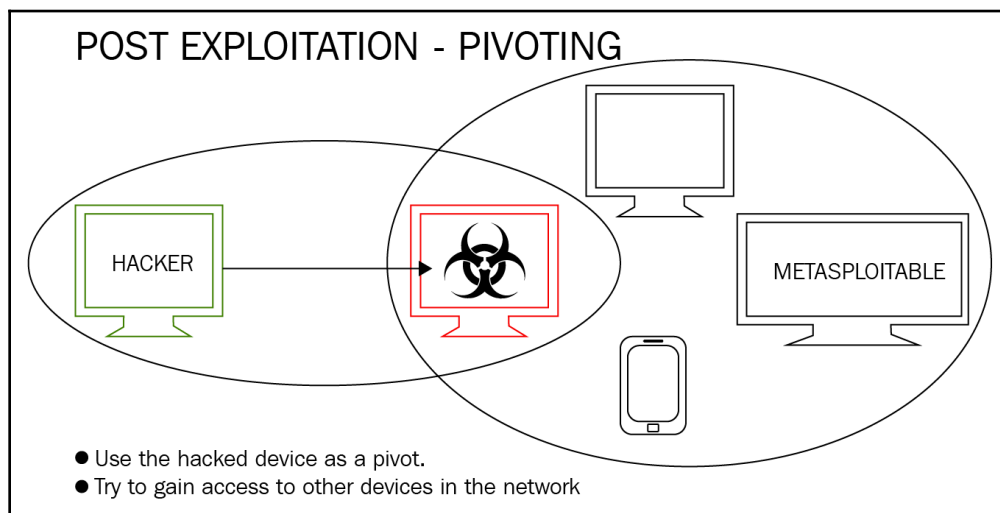 POST EXPLOITATION - PIVOTING
HACKER
METASPLOITABLE
● Use the hacked device as a pivot.
● Try to gain access to other devices in the network